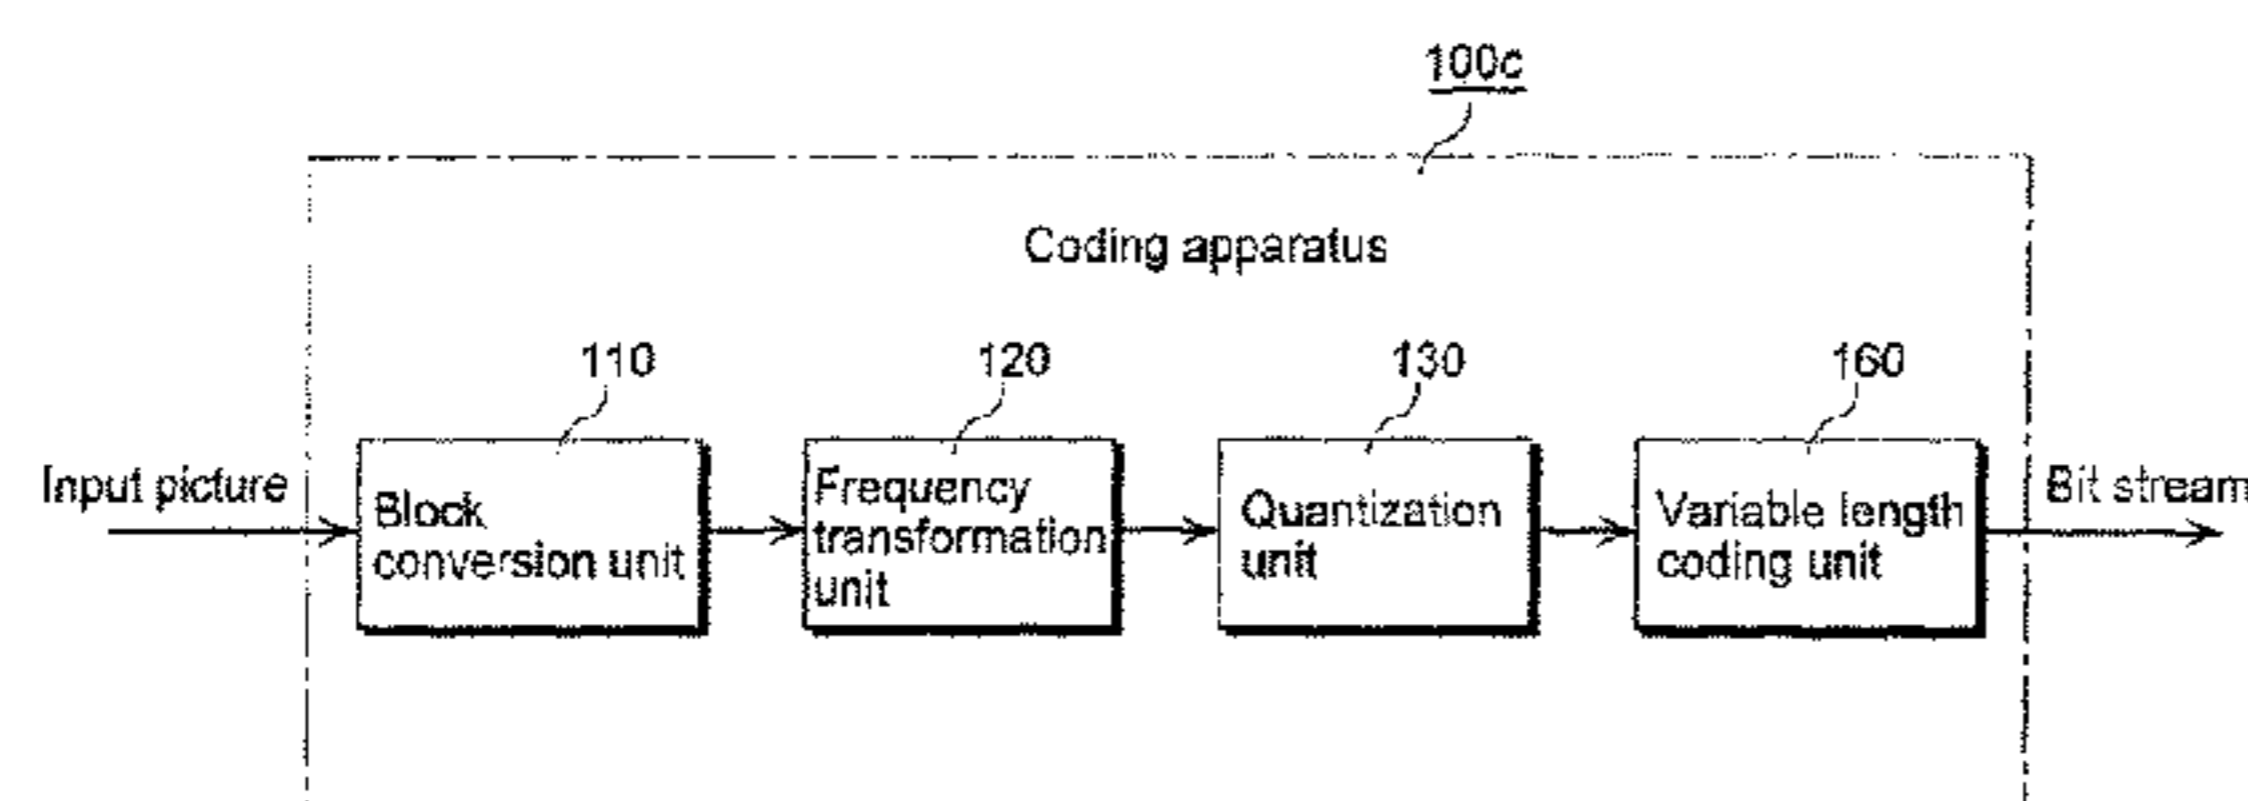 100c
Coding apparatus
110
120
130
160
Input picture
Block
conversion unit
Frequency
transformation
unit
Quantization
unit
Variable length
coding unit
Bit stream